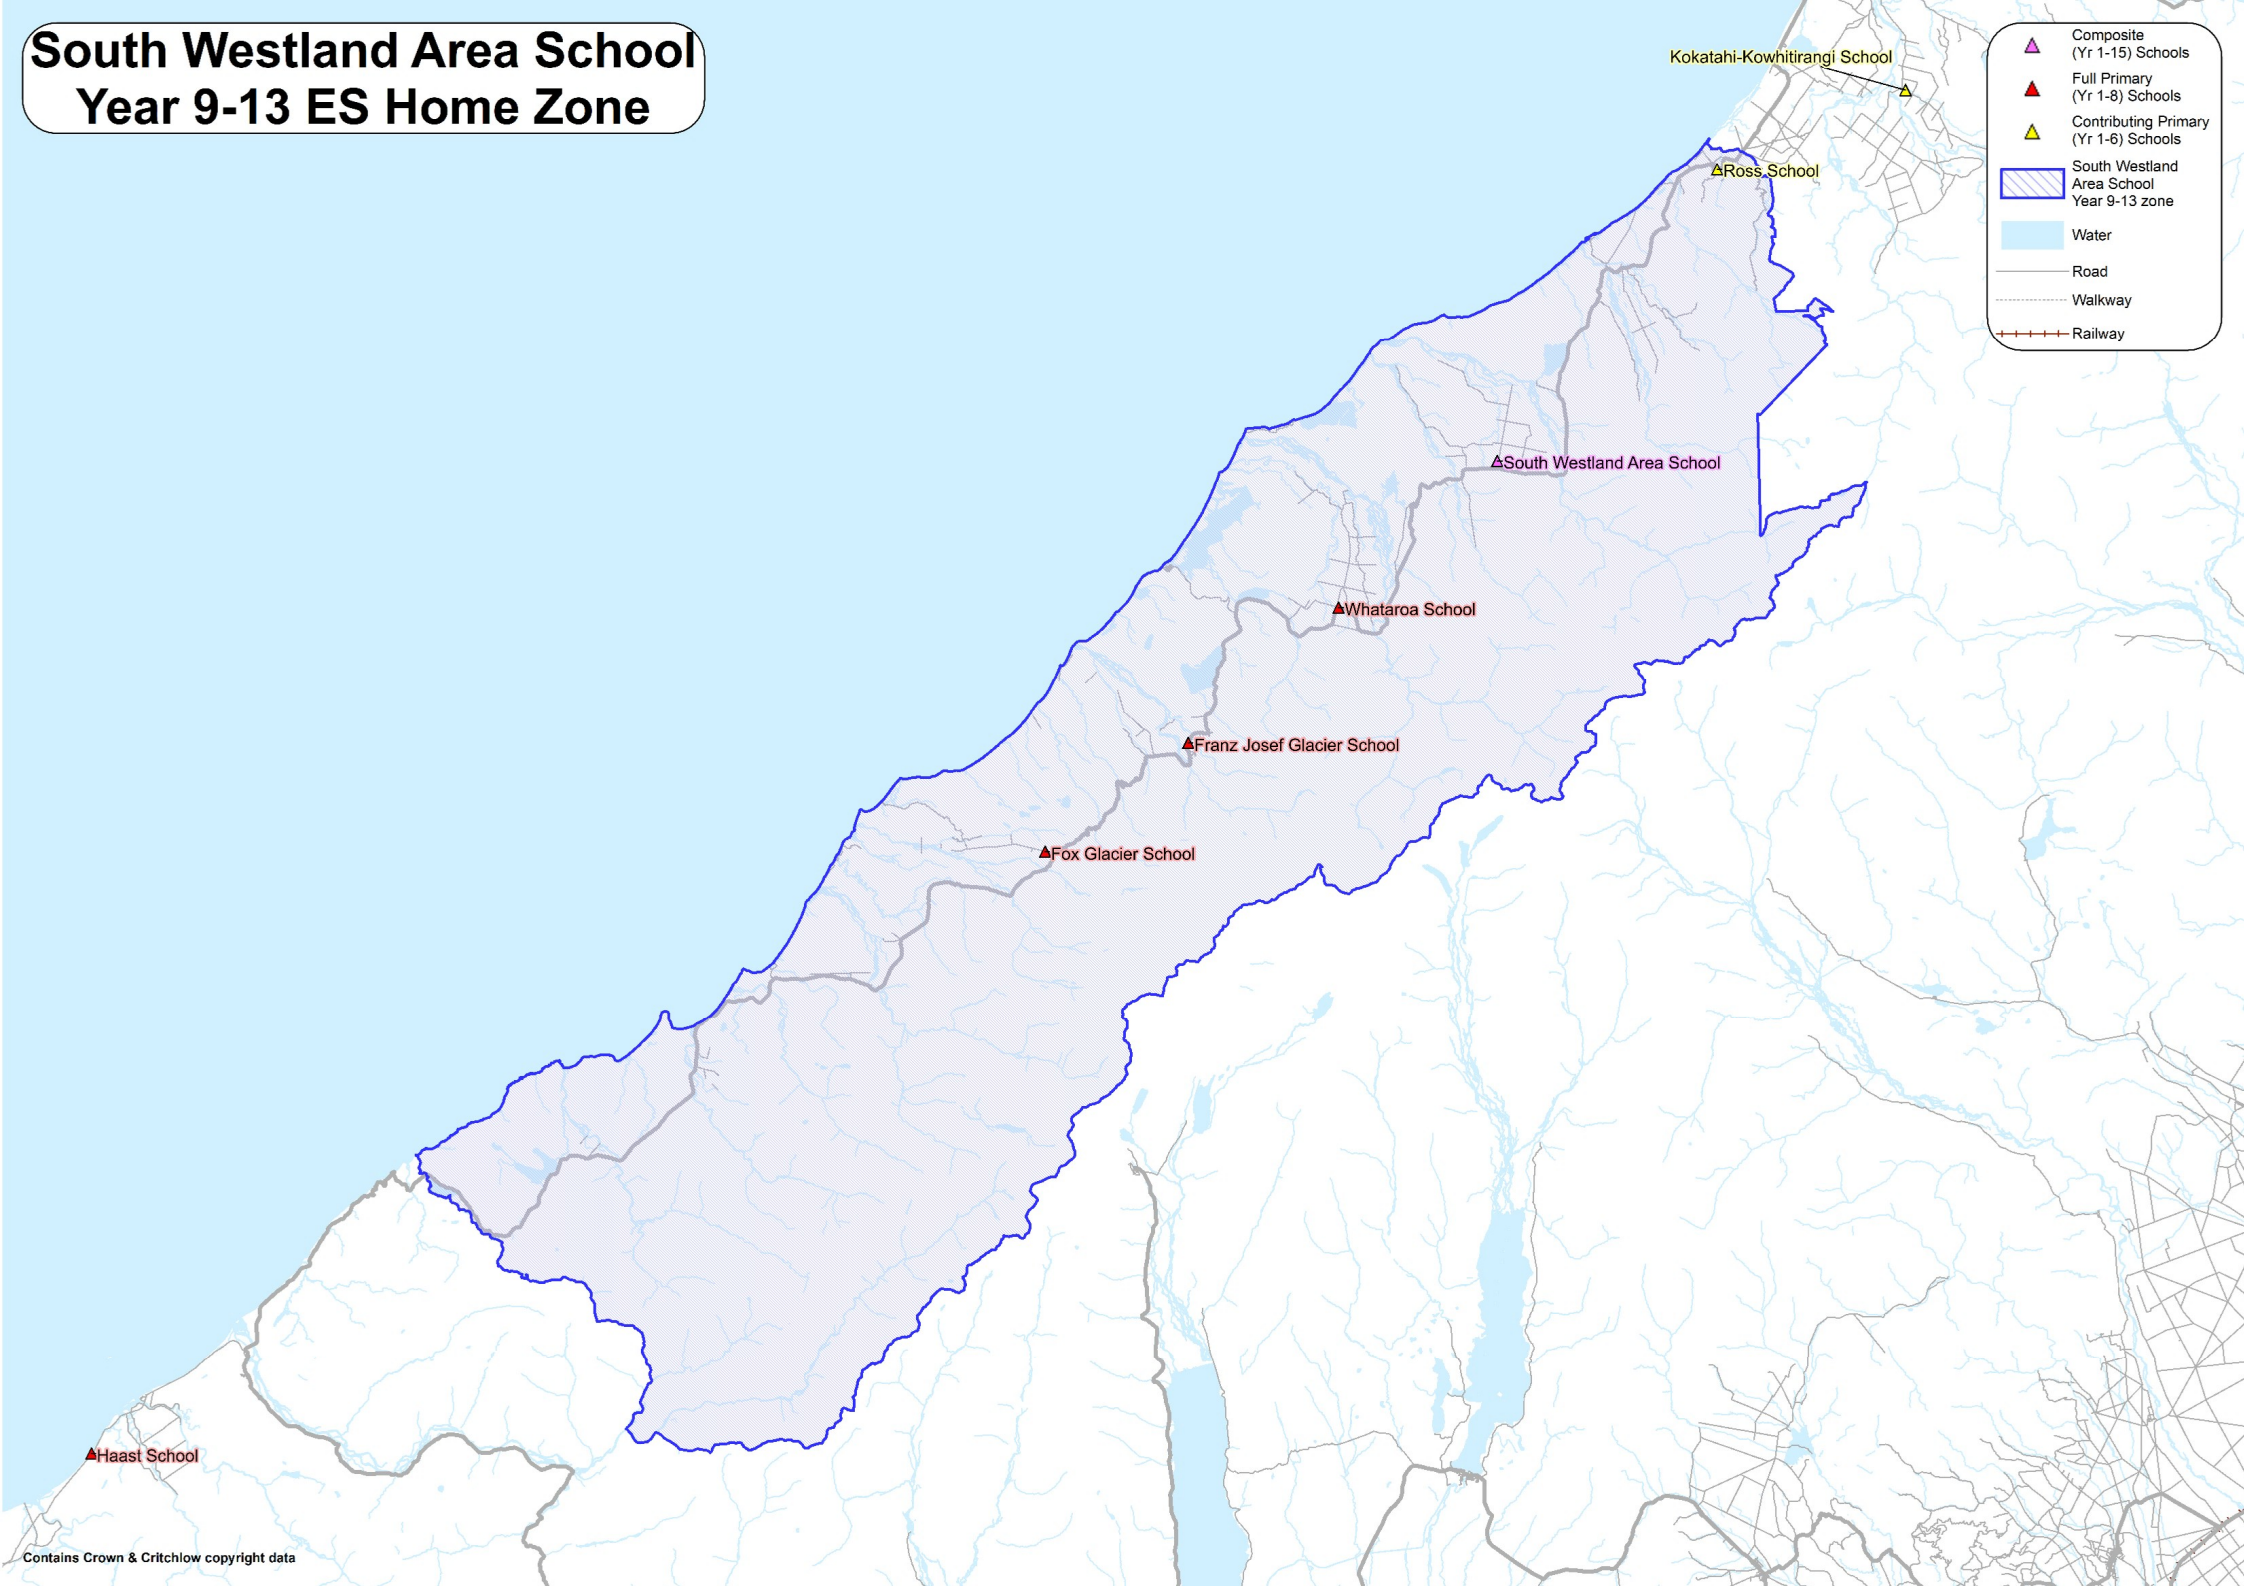 South Westland Area School
Year 9-13 ES Home Zone
Kokatahi-Kowhitirangi School
Ross School
South Westland Area School
Whataroa School
Franz Josef Glacier School
Fox Glacier School
Haast School
Composite
(Yr 1-15) Schools
Full Primary
(Yr 1-8) Schools
Contributing Primary
(Yr 1-6) Schools
South Westland
Area School
Year 9-13 zone
Water
Road
Walkway
Railway
Contains Crown & Critchlow copyright data